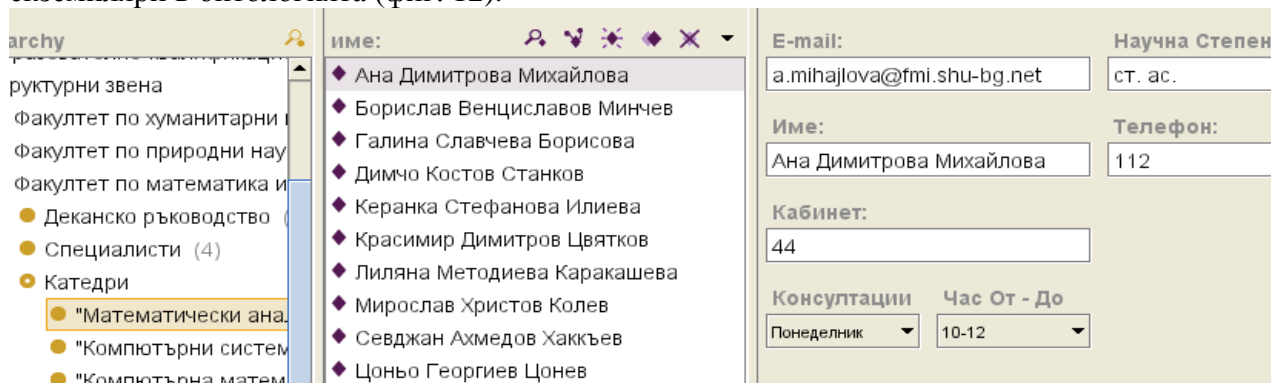 archy
руктурни звена
Факултет по хуманитарни
Факултет по природни нау
Факултет по математика и
Деканско ръководство
Специалисти (4)
Катедри
"Математически ана
"Компютърни систем
"Компютърна матем
име:
Ана Димитрова Михайлова
Борислав Венциславов Минчев
Галина Славчева Борисова
Димчо Костов Станков
Керанка Стефанова Илиева
Красимир Димитров Цвятков
Лиляна Методиева Каракашева
Мирослав Христов Колев
Севджан Ахмедов Хаккъев
Цоньо Георгиев Цонев
E-mail:
a.mihajlova@fmi.shu-bg.net
Научна Степен
ст. ас.
Име:
Ана Димитрова Михайлова
Телефон:
112
Кабинет:
44
Консултации Час От - До
Понеделник 10-12